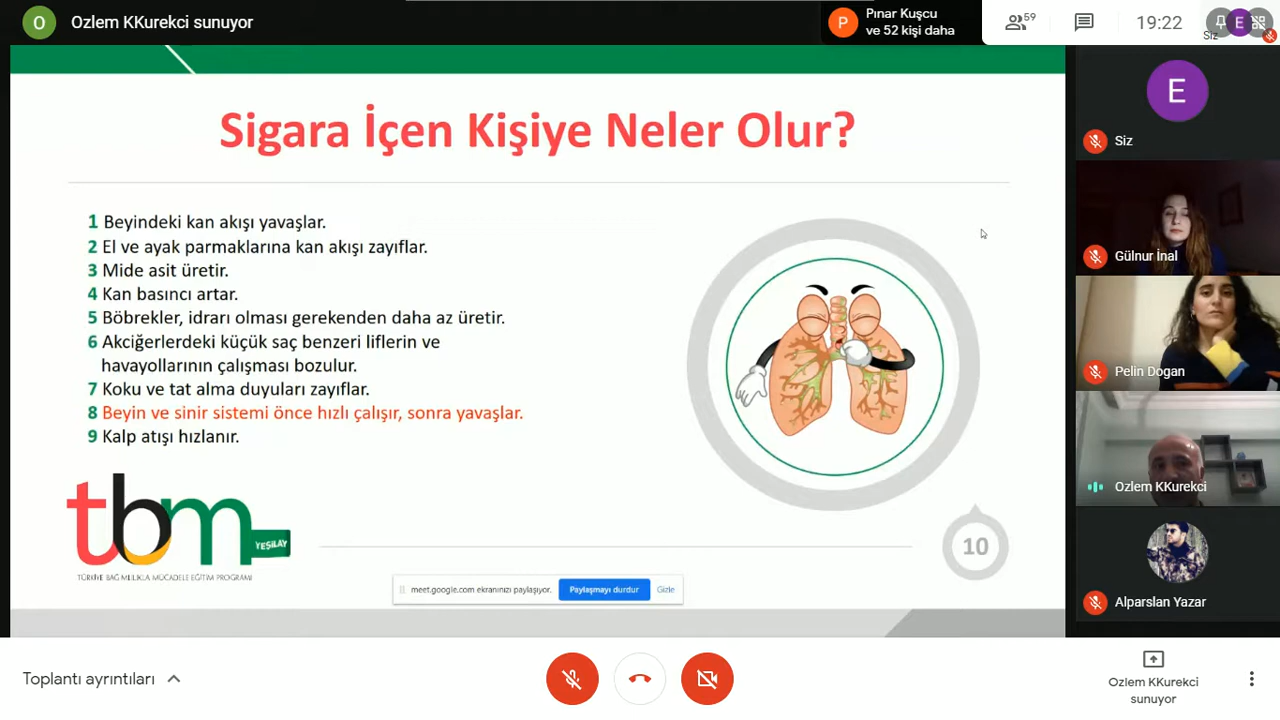 O
Ozlem KKurekci sunuyor
P
Pınar Kuşcu
ve 52 kişi daha
59
19:22
Siz
E
Sigara İçen Kişiye Neler Olur?
1 Beyindeki kan akışı yavaşlar.
2 El ve ayak parmaklarına kan akışı zayıflar.
3 Mide asit üretir.
4 Kan basıncı artar.
5 Böbrekler, idrarı olması gerekenden daha az üretir.
6 Akciğerlerdeki küçük saç benzeri liflerin ve
havayollarının çalışması bozulur.
7 Koku ve tat alma duyuları zayıflar.
8 Beyin ve sinir sistemi önce hızlı çalışır, sonra yavaşlar.
9 Kalp atışı hızlanır.
tbm
YEŞİLAY
TÜRKİYE BAĞIMLILIKLA MÜCADELE EĞİTİM PROGRAMI
10
meet.google.com ekranınızı paylaşıyor.
Paylaşmayı durdur
Gizle
E
Siz
Gülnur İnal
Pelin Dogan
Ozlem KKurekci
Alparslan Yazar
Toplantı ayrıntıları
Ozlem KKurekci
sunuyor